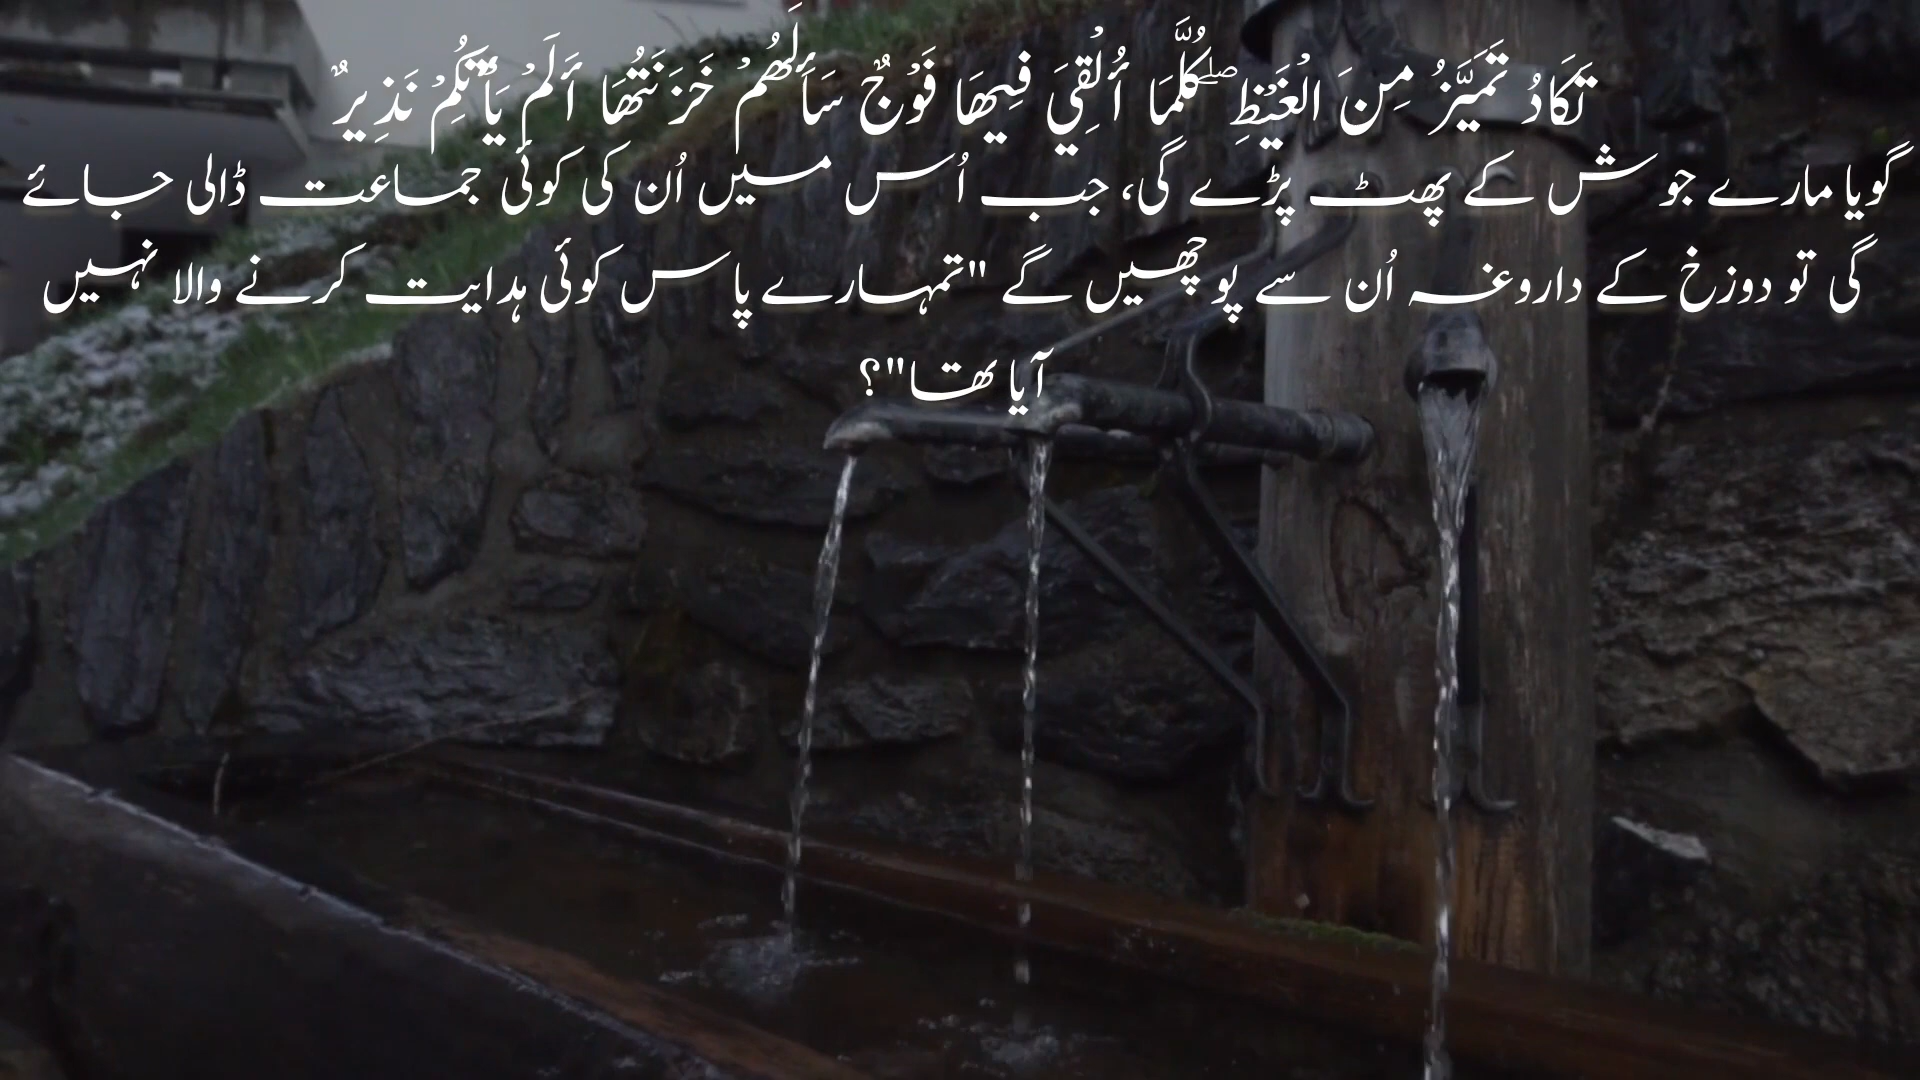 تَكَادُ تَمَيَّزُ مِنَ الْغَيْظِ ۖ كُلَّمَا أُلْقِيَ فِيهَا فَوْجٌ سَأَلَهُمْ خَزَنَتُهَا أَلَمْ يَأْتِكُمْ نَذِيرٌ
گویا مارے جوش کے پھٹ پڑے گی، جب اُس میں اُن کی کوئی جماعت ڈالی جائے
گی تو دوزخ کے داروغہ اُن سے پوچھیں گے "تمہارے پاس کوئی ہدایت کرنے والا نہیں
آیا تھا"؟